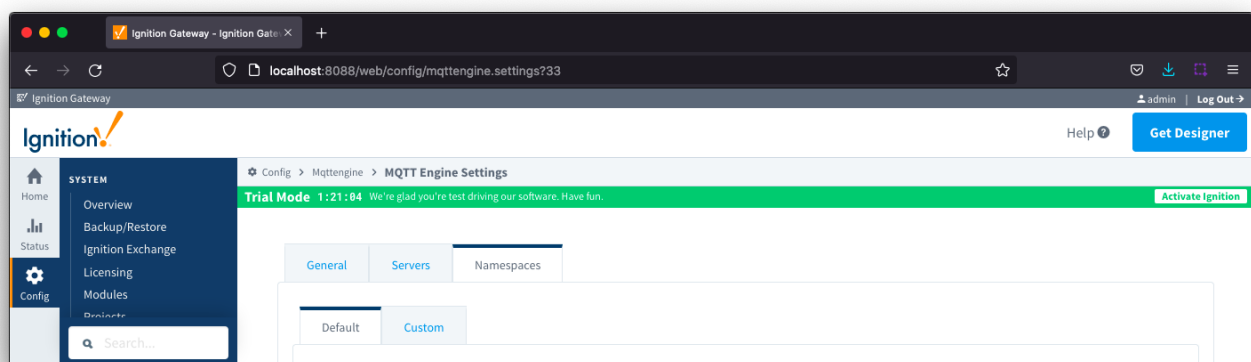 Ignition Gateway - Ignition Gate
localhost:8088/web/config/mqttengine.settings?33
Ignition Gateway
admin | Log Out →
Ignition!
Help
Get Designer
Home
Status
Config
SYSTEM
Overview
Backup/Restore
Ignition Exchange
Licensing
Modules
Projects
Search...
Config > Mqttengine > MQTT Engine Settings
Trial Mode 1:21:04 We're glad you're test driving our software. Have fun.
Activate Ignition
General Servers Namespaces
Default Custom